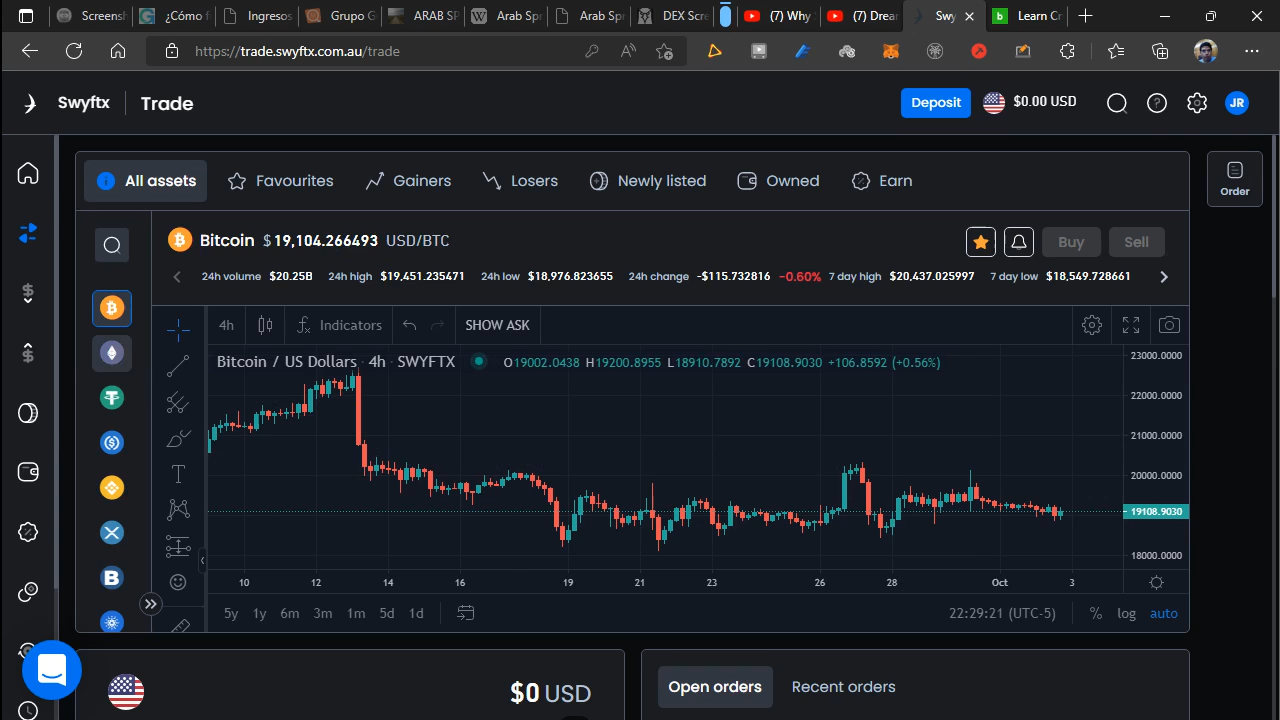 Screensh
¿Cómo f
Ingresos
Grupo G
ARAB SP
Arab Spr
Arab Spr
DEX Scre
(7) Why
(7) Drea
Swy
Learn Cr
https://trade.swyftx.com.au/trade
Swyftx
Trade
Deposit
$0.00 USD
JR
All assets
Favourites
Gainers
Losers
Newly listed
Owned
Earn
Order
Bitcoin $ 19,104.266493 USD/BTC
Buy
Sell
24h volume $20.25B 24h high $19,451.235471 24h low $18,976.823655 24h change -$115.732816 -0.60% 7 day high $20,437.025997 7 day low $18,549.728661
4h
Indicators
SHOW ASK
Bitcoin / US Dollars · 4h · SWYFTX
O19002.0438 H19200.8955 L18910.7892 C19108.9030 +106.8592 (+0.56%)
23000.0000
22000.0000
21000.0000
20000.0000
19108.9030
18000.0000
10 12 14 16 19 21 23 26 28 Oct 3
5y 1y 6m 3m 1m 5d 1d
22:29:21 (UTC-5)
% log auto
$0 USD
Open orders
Recent orders